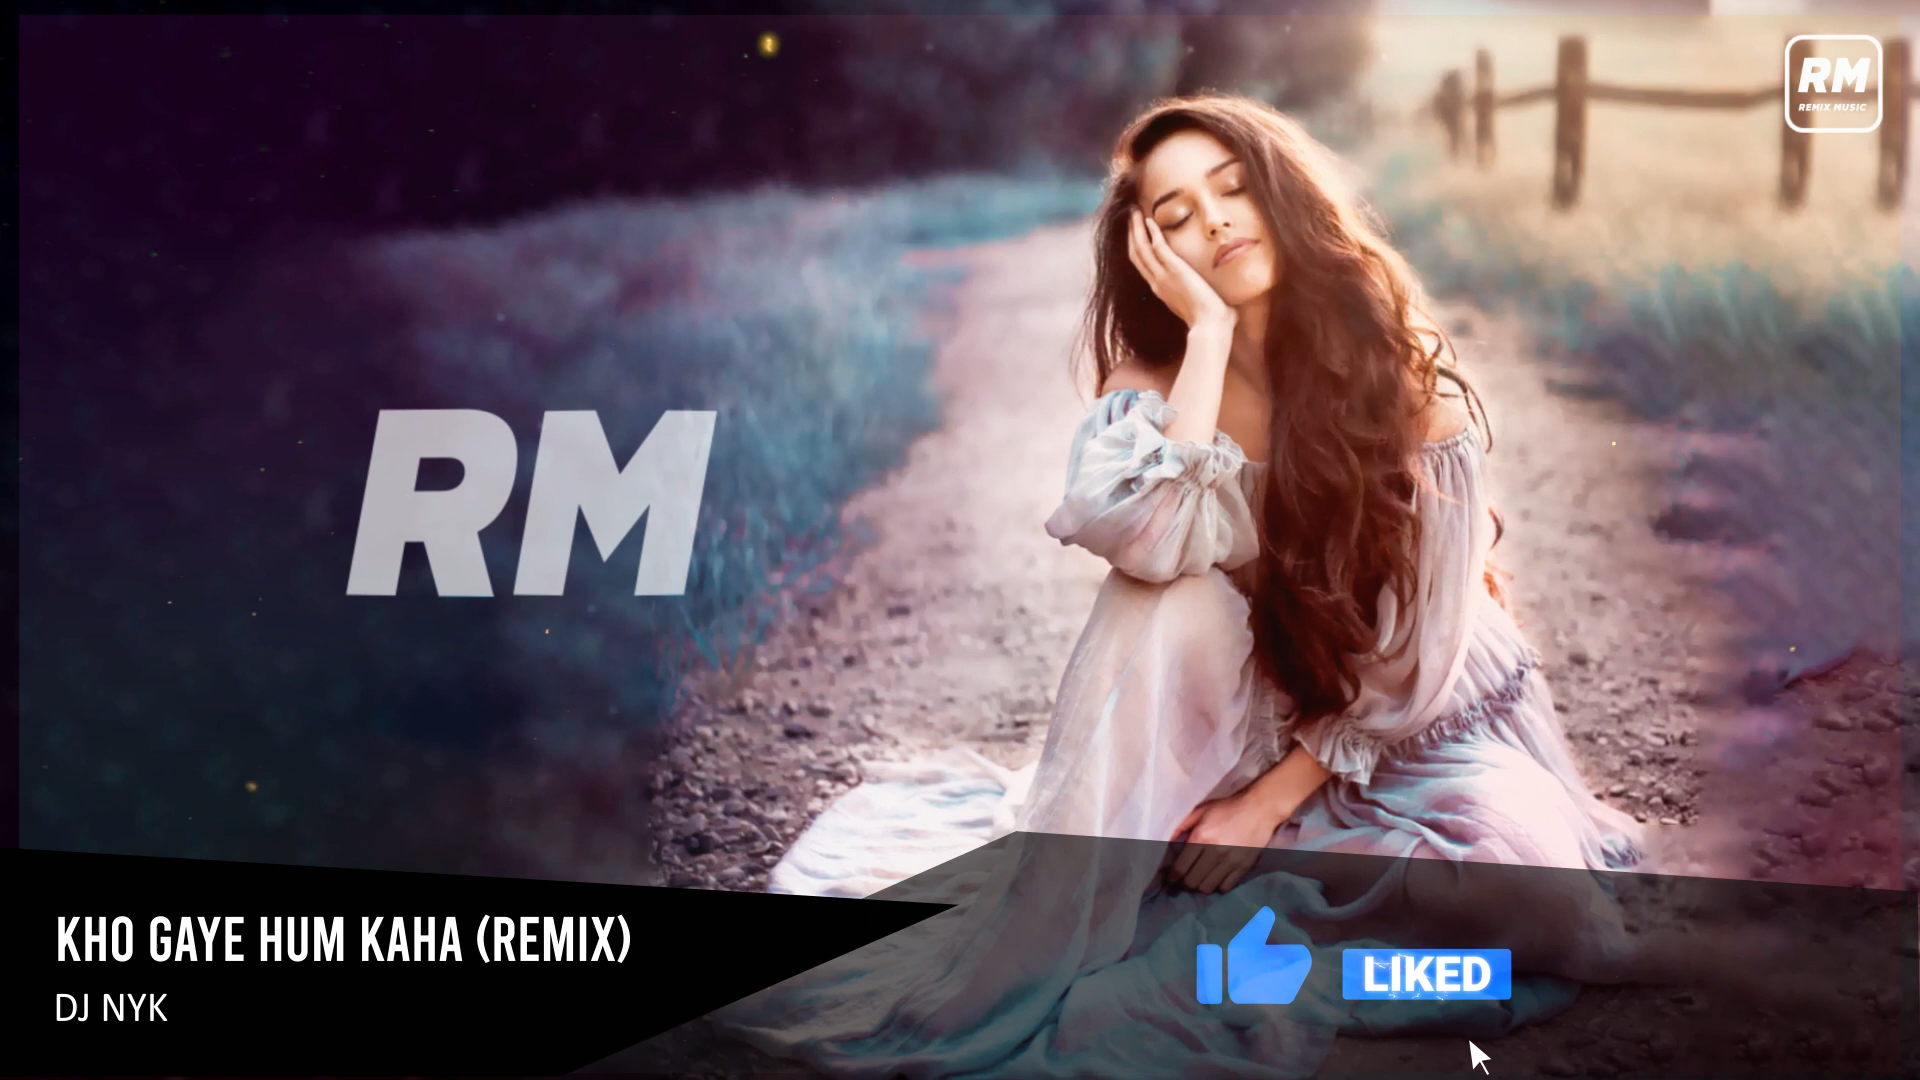 RM
REMIX MUSIC
RM
KHO GAYE HUM KAHA (REMIX)
DJ NYK
LIKED